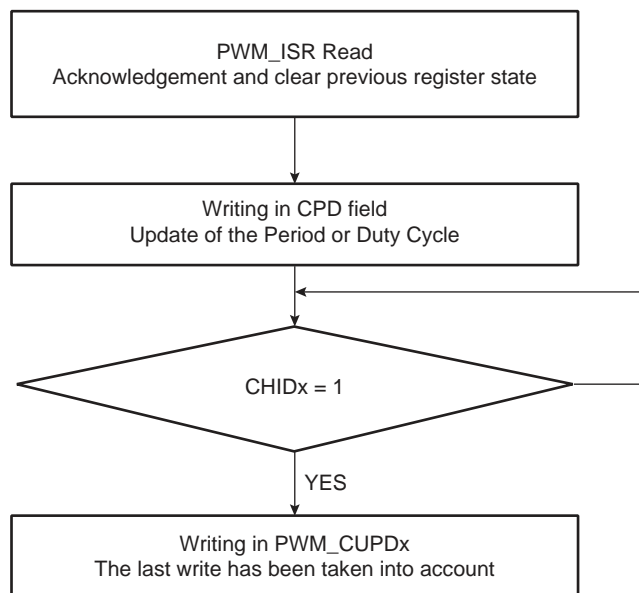 PWM_ISR Read
Acknowledgement and clear previous register state
Writing in CPD field
Update of the Period or Duty Cycle
CHIDx = 1
YES
Writing in PWM_CUPDx
The last write has been taken into account